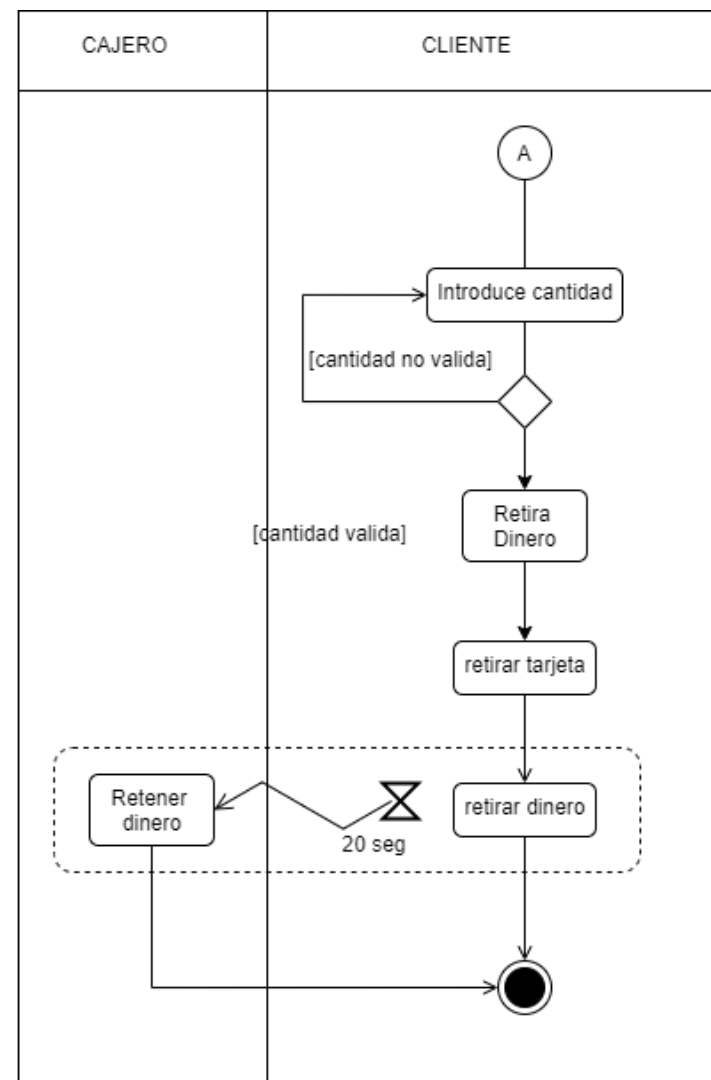 CAJERO
CLIENTE
A
Introduce cantidad
[cantidad no valida]
Retira
Dinero
[cantidad valida]
retirar tarjeta
Retener
dinero
20 seg
retirar dinero